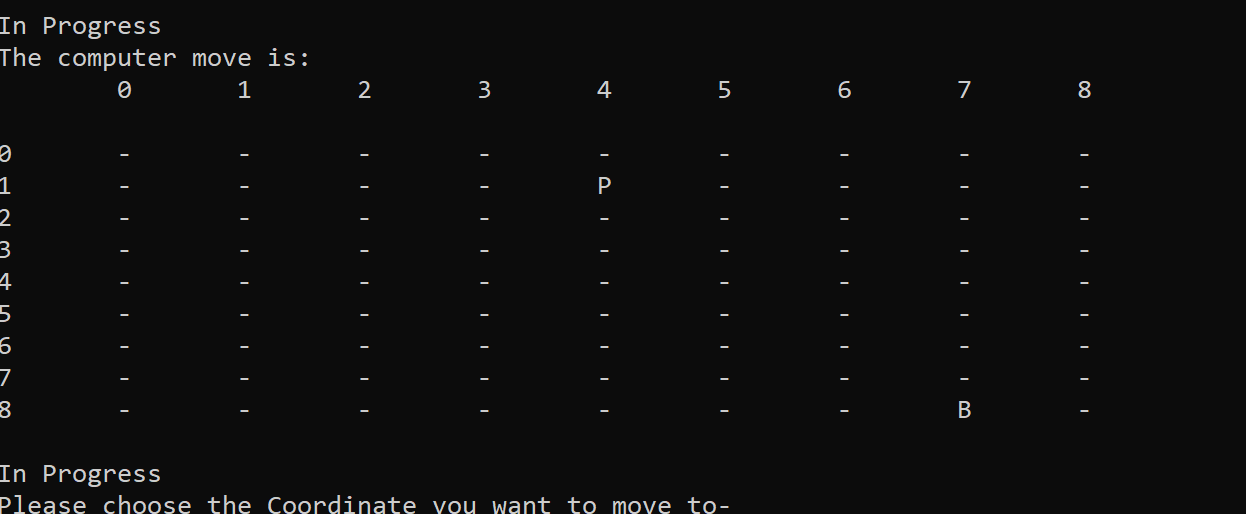 In Progress
The computer move is:
0 1 2 3 4 5 6 7 8
0 - - - - - - - - -
1 - - - - P - - - -
2 - - - - - - - - -
3 - - - - - - - - -
4 - - - - - - - - -
5 - - - - - - - - -
6 - - - - - - - - -
7 - - - - - - - - -
8 - - - - - - - B -
In Progress
Please choose the Coordinate you want to move to-